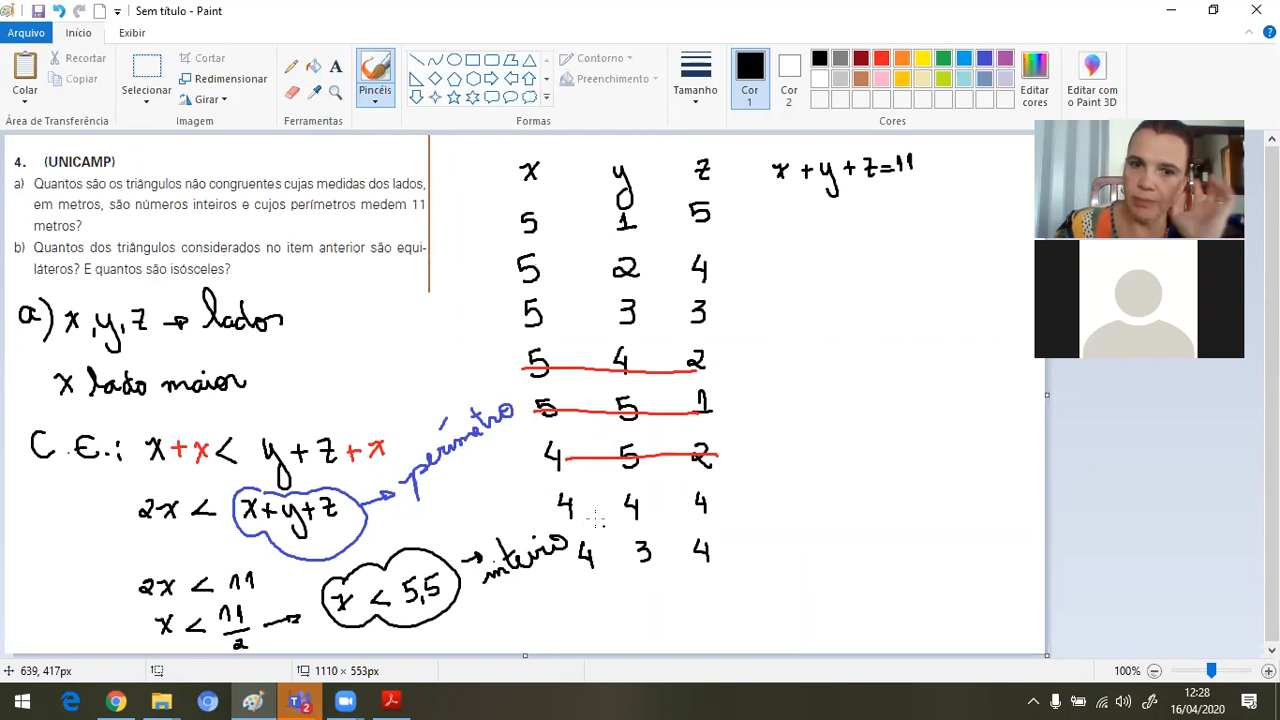 Sem título - Paint
Arquivo Início Exibir
Colar
Recortar
Copiar
Área de Transferência
Selecionar
Cortar
Redimensionar
Girar
Imagem
A
Ferramentas
Pincéis
Contorno
Preenchimento
Formas
Tamanho
Cor 1
Cor 2
Editar cores
Editar com o Paint 3D
Cores
4. (UNICAMP)
a) Quantos são os triângulos não congruentes cujas medidas dos lados,
em metros, são números inteiros e cujos perímetros medem 11
metros?
b) Quantos dos triângulos considerados no item anterior são equi-
láteros? E quantos são isósceles?
a) x, y, z → lados
x lado maior
C.E.: x + x < y + z + x
2x < x + y + z → perímetro
2x < 11
x < 11/2 → x < 5,5 → inteiro
x y z
5 1 5
5 2 4
5 3 3
5 4 2
5 5 1
4 5 2
4 4 4
4 3 4
x + y + z = 11
639, 417px
1110 × 553px
100%
12:28
16/04/2020